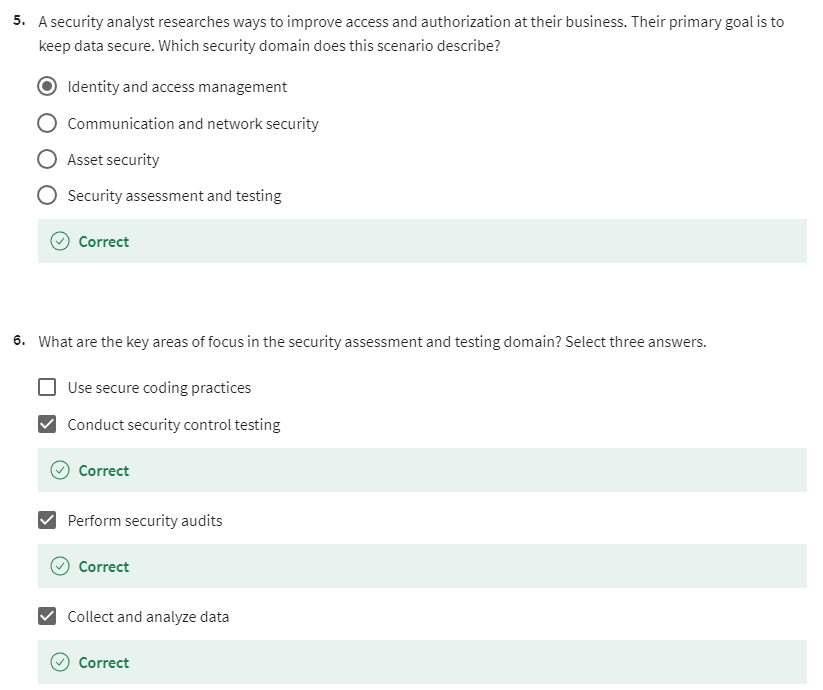 5. A security analyst researches ways to improve access and authorization at their business. Their primary goal is to
keep data secure. Which security domain does this scenario describe?
Identity and access management
Communication and network security
Asset security
Security assessment and testing
Correct
6. What are the key areas of focus in the security assessment and testing domain? Select three answers.
Use secure coding practices
Conduct security control testing
Correct
Perform security audits
Correct
Collect and analyze data
Correct